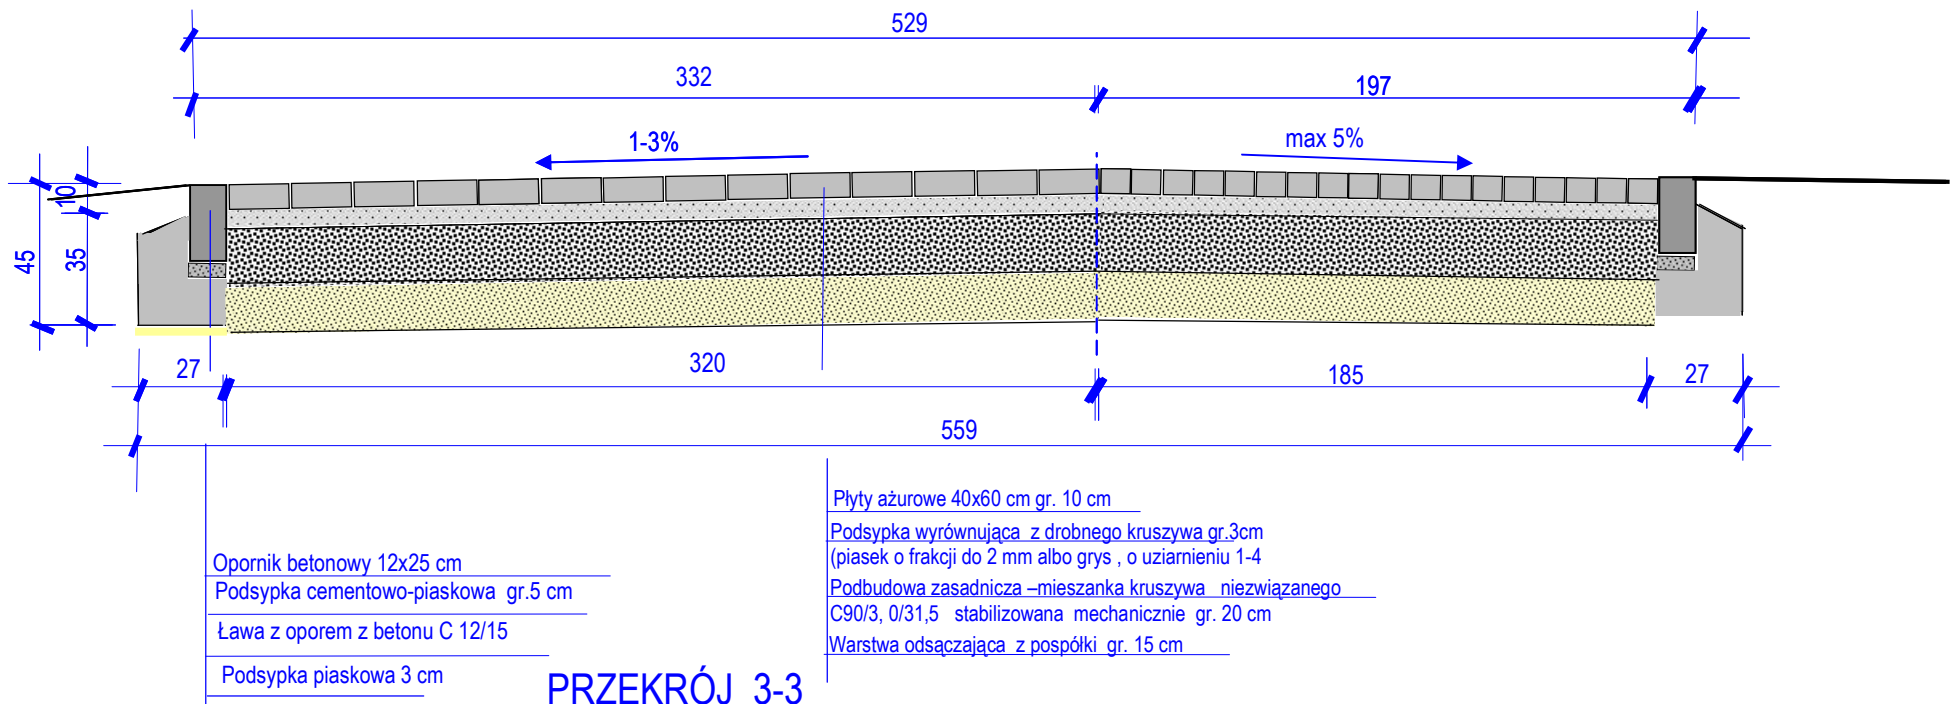 529
332
197
1-3%
max 5%
10
45
35
27
320
185
27
559
Płyty ażurowe 40x60 cm gr. 10 cm
Podsypka wyrównująca z drobnego kruszywa gr.3cm
(piasek o frakcji do 2 mm albo grys , o uziarnieniu 1-4
Podbudowa zasadnicza –mieszanka kruszywa niezwiązanego
C90/3, 0/31,5 stabilizowana mechanicznie gr. 20 cm
Warstwa odsączająca z pospółki gr. 15 cm
Opornik betonowy 12x25 cm
Podsypka cementowo-piaskowa gr.5 cm
Ława z oporem z betonu C 12/15
Podsypka piaskowa 3 cm
PRZEKRÓJ 3-3